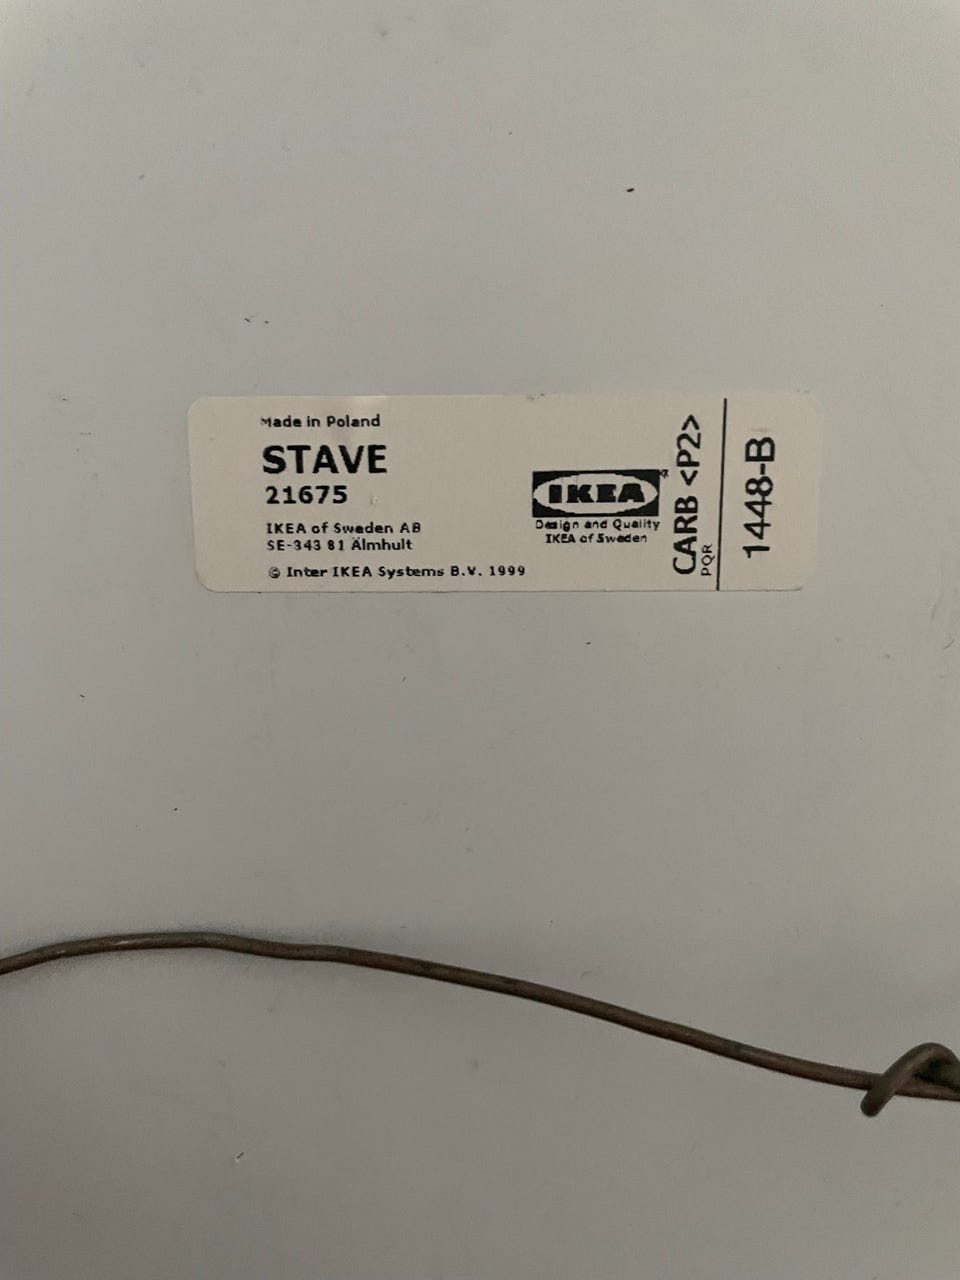 Made in Poland
STAVE
21675
IKEA of Sweden AB
SE-343 81 Älmhult
© Inter IKEA Systems B.V. 1999
IKEA®
Design and Quality
IKEA of Sweden
CARB <P2>
PQR
1448-B